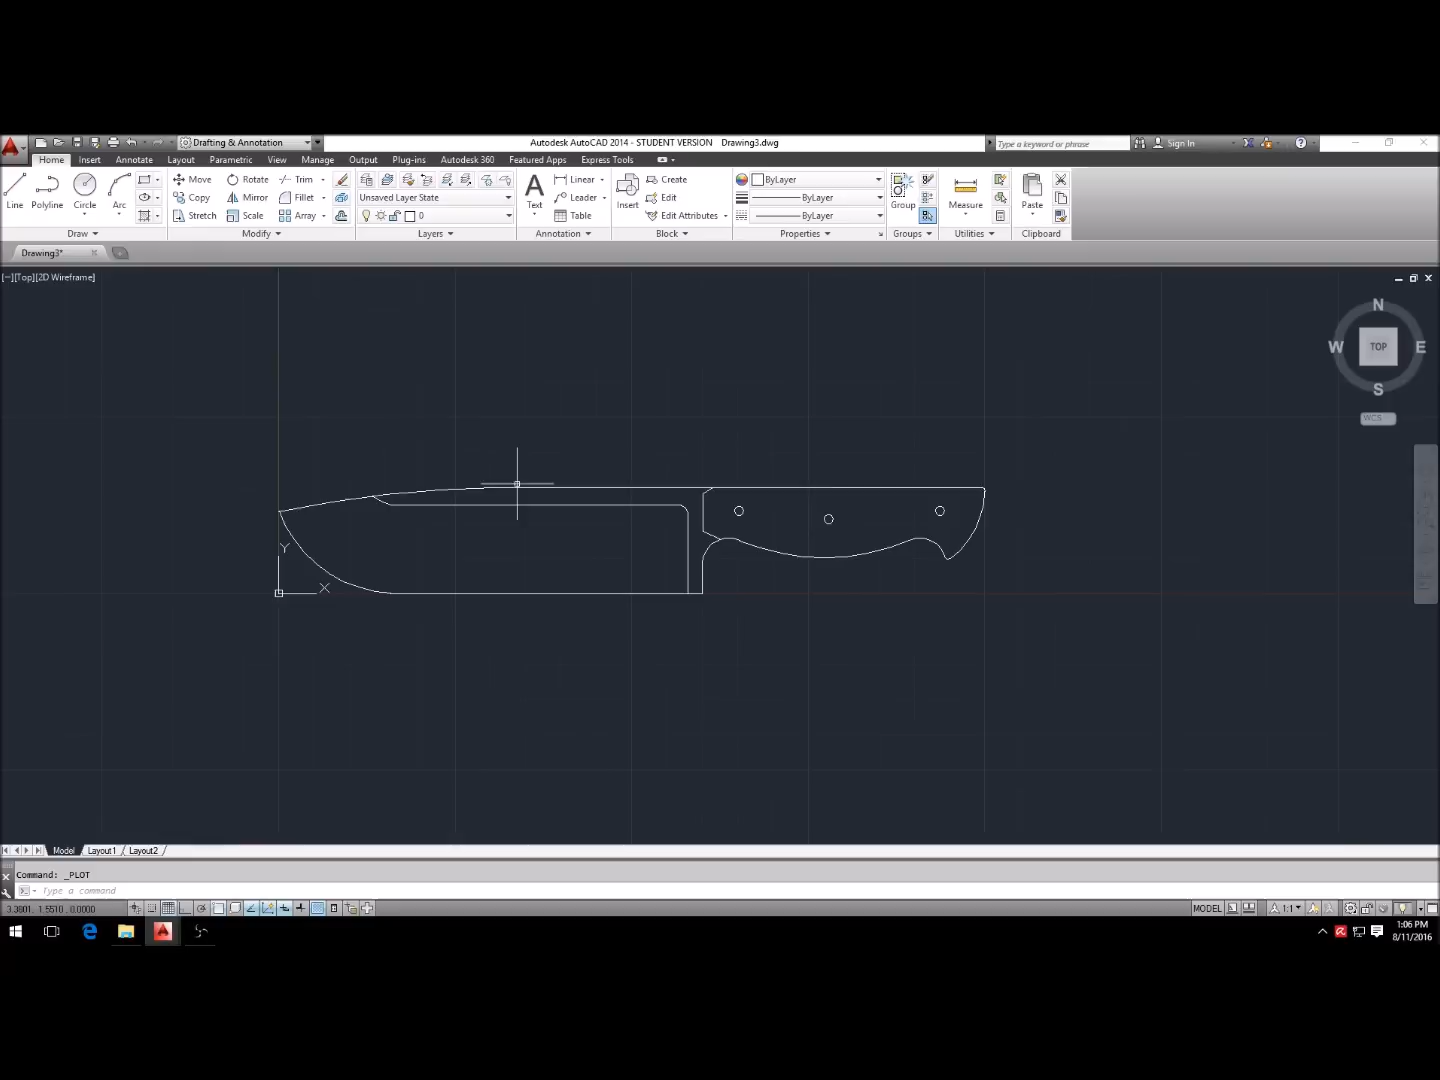 Drafting & Annotation
Autodesk AutoCAD 2014 - STUDENT VERSION Drawing3.dwg
Type a keyword or phrase
Sign In
Home Insert Annotate Layout Parametric View Manage Output Plug-ins Autodesk 360 Featured Apps Express Tools
Line Polyline Circle Arc
Move Rotate Trim
Copy Mirror Fillet
Stretch Scale Array
Unsaved Layer State
0
Text
Linear
Leader
Table
Insert
Create
Edit
Edit Attributes
ByLayer
ByLayer
ByLayer
Group
Measure
Paste
Draw Modify Layers Annotation Block Properties Groups Utilities Clipboard
Drawing3*
[−][Top][2D Wireframe]
N
W TOP E
S
WCS
Y
X
Model Layout1 Layout2
Command: _PLOT
Type a command
3.3801, 1.5510, 0.0000
MODEL
1:1
1:06 PM
8/11/2016